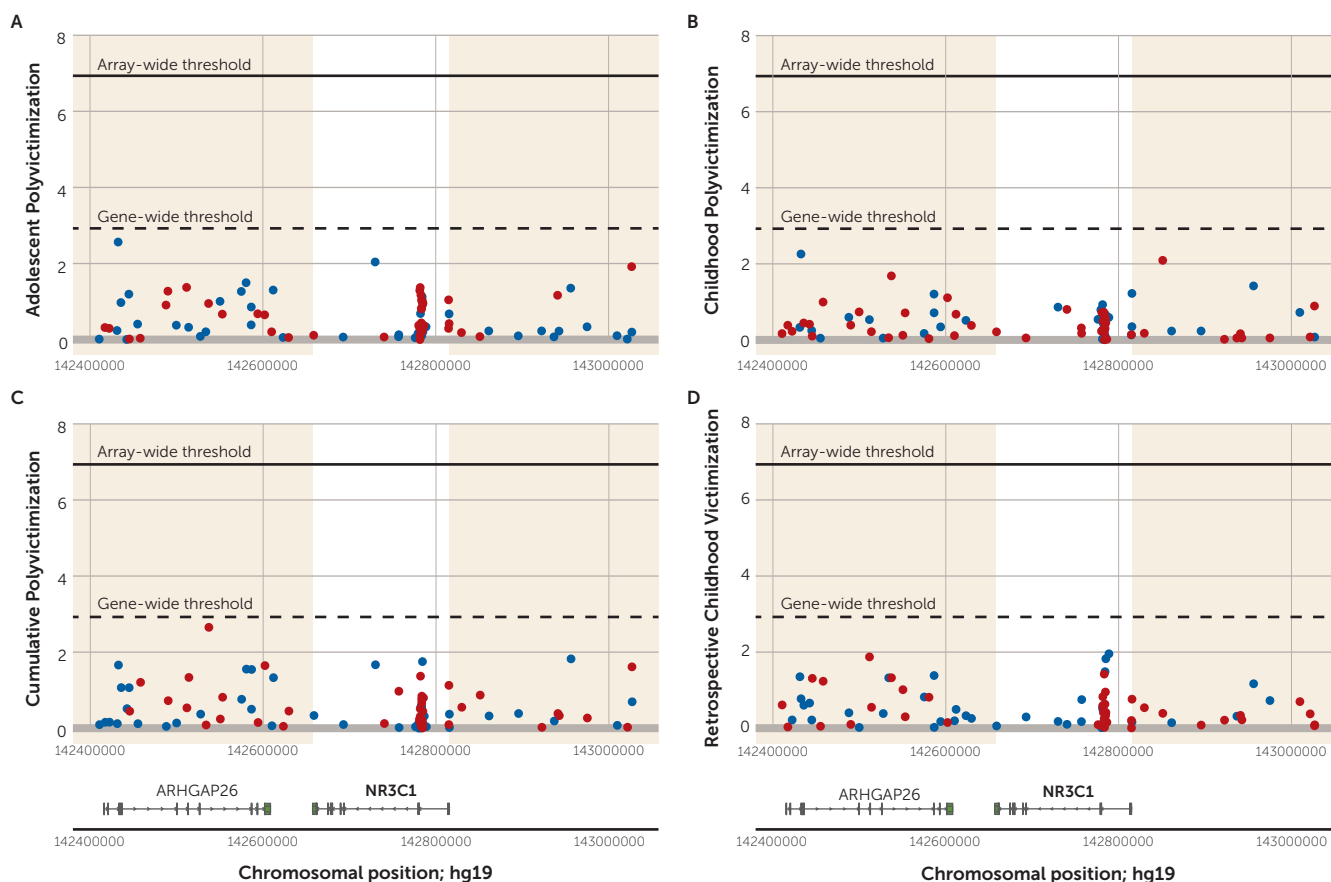 A
Adolescent Polyvictimization
8
Array-wide threshold
6
4
Gene-wide threshold
2
0
142400000 142600000 142800000 143000000
B
Childhood Polyvictimization
8
Array-wide threshold
6
4
Gene-wide threshold
2
0
142400000 142600000 142800000 143000000
C
Cumulative Polyvictimization
8
Array-wide threshold
6
4
Gene-wide threshold
2
0
142400000 142600000 142800000 143000000
ARHGAP26 NR3C1
142400000 142600000 142800000 143000000
Chromosomal position; hg19
D
Retrospective Childhood Victimization
8
Array-wide threshold
6
4
Gene-wide threshold
2
0
142400000 142600000 142800000 143000000
ARHGAP26 NR3C1
142400000 142600000 142800000 143000000
Chromosomal position; hg19